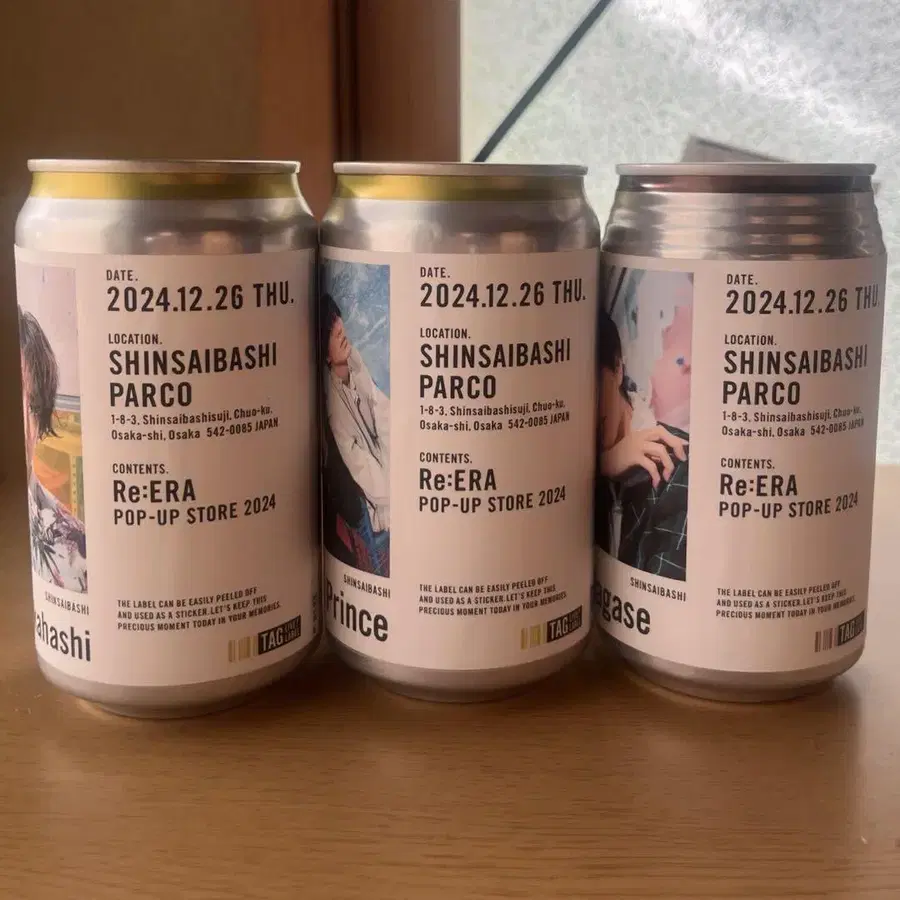 DATE.
2024.12.26 THU.
LOCATION.
SHINSAIBASHI
PARCO
1-8-3, Shinsaibashisuji, Chuo-ku,
Osaka-shi, Osaka 542-0085 JAPAN
CONTENTS.
Re:ERA
POP-UP STORE 2024
SHINSAIBASHI
ahashi
THE LABEL CAN BE EASILY PEELED OFF
AND USED AS A STICKER. LET'S KEEP THIS
PRECIOUS MOMENT TODAY IN YOUR MEMORIES.
TAG LIVE LABEL
DATE.
2024.12.26 THU.
LOCATION.
SHINSAIBASHI
PARCO
1-8-3, Shinsaibashisuji, Chuo-ku,
Osaka-shi, Osaka 542-0085 JAPAN
CONTENTS.
Re:ERA
POP-UP STORE 2024
SHINSAIBASHI
Prince
THE LABEL CAN BE EASILY PEELED OFF
AND USED AS A STICKER. LET'S KEEP THIS
PRECIOUS MOMENT TODAY IN YOUR MEMORIES.
TAG LIVE LABEL
DATE.
2024.12.26 THU.
LOCATION.
SHINSAIBASHI
PARCO
1-8-3, Shinsaibashisuji, Chuo-ku,
Osaka-shi, Osaka 542-0085 JAPAN
CONTENTS.
Re:ERA
POP-UP STORE 2024
SHINSAIBASHI
agase
THE LABEL CAN BE EASILY PEELED OFF
AND USED AS A STICKER. LET'S KEEP THIS
PRECIOUS MOMENT TODAY IN YOUR MEMORIES.
TAG